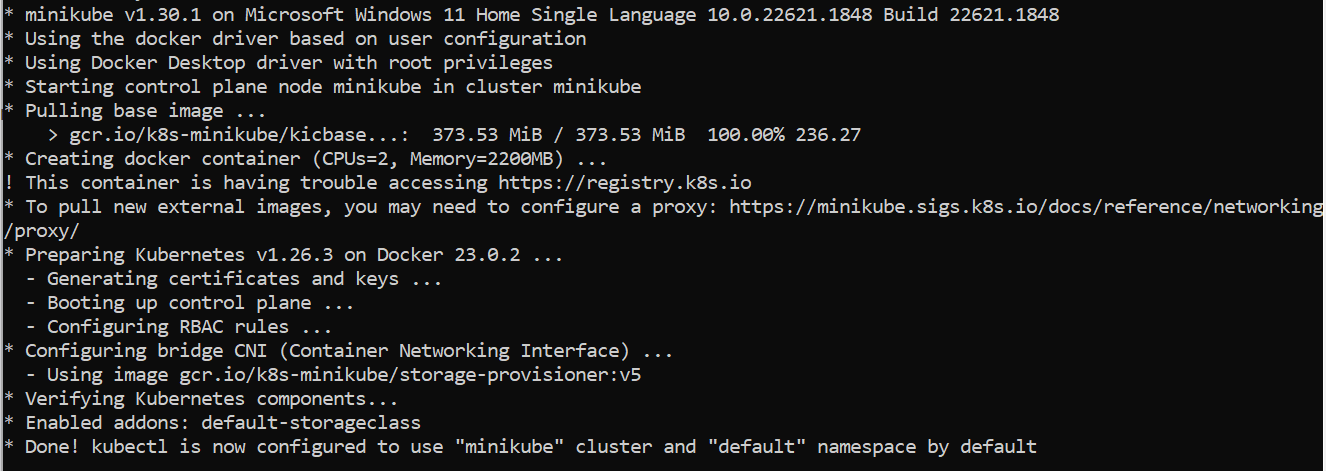 * minikube v1.30.1 on Microsoft Windows 11 Home Single Language 10.0.22621.1848 Build 22621.1848
* Using the docker driver based on user configuration
* Using Docker Desktop driver with root privileges
* Starting control plane node minikube in cluster minikube
* Pulling base image ...
    > gcr.io/k8s-minikube/kicbase...:  373.53 MiB / 373.53 MiB  100.00% 236.27
* Creating docker container (CPUs=2, Memory=2200MB) ...
! This container is having trouble accessing https://registry.k8s.io
* To pull new external images, you may need to configure a proxy: https://minikube.sigs.k8s.io/docs/reference/networking
/proxy/
* Preparing Kubernetes v1.26.3 on Docker 23.0.2 ...
  - Generating certificates and keys ...
  - Booting up control plane ...
  - Configuring RBAC rules ...
* Configuring bridge CNI (Container Networking Interface) ...
  - Using image gcr.io/k8s-minikube/storage-provisioner:v5
* Verifying Kubernetes components...
* Enabled addons: default-storageclass
* Done! kubectl is now configured to use "minikube" cluster and "default" namespace by default